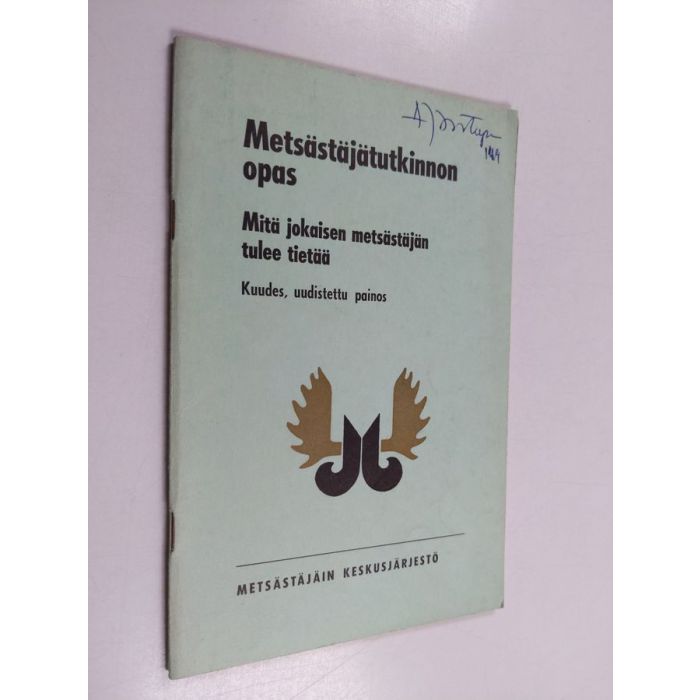 Metsästäjätutkinnon
opas
Mitä jokaisen metsästäjän
tulee tietää
Kuudes, uudistettu painos
METSÄSTÄJÄIN KESKUSJÄRJESTÖ